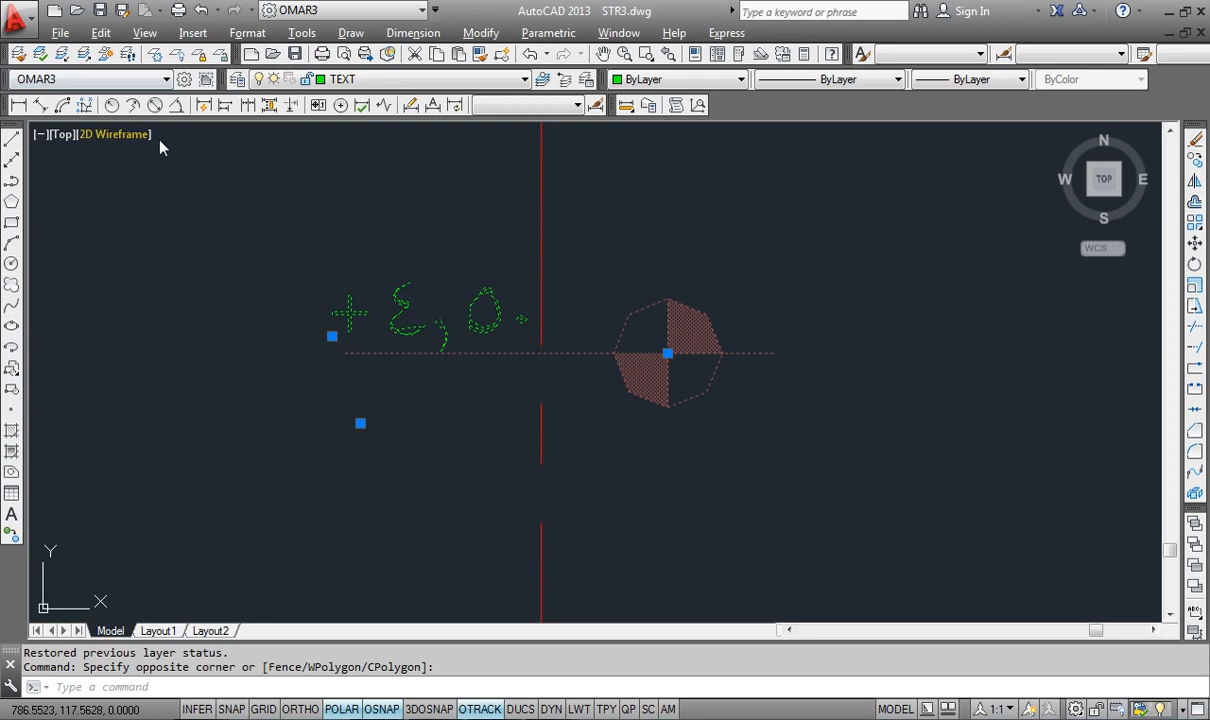 OMAR3
AutoCAD 2013 STR3.dwg
Type a keyword or phrase
Sign In
File Edit View Insert Format Tools Draw Dimension Modify Parametric Window Help Express
OMAR3
TEXT
ByLayer
ByLayer
ByLayer
ByColor
[−][Top][2D Wireframe]
N
W TOP E
S
WCS
+٤,٥٠
Y
X
Model Layout1 Layout2
Restored previous layer status.
Command: Specify opposite corner or [Fence/WPolygon/CPolygon]:
Type a command
786.5523, 117.5628, 0.0000 INFER SNAP GRID ORTHO POLAR OSNAP 3DOSNAP OTRACK DUCS DYN LWT TPY QP SC AM MODEL 1:1